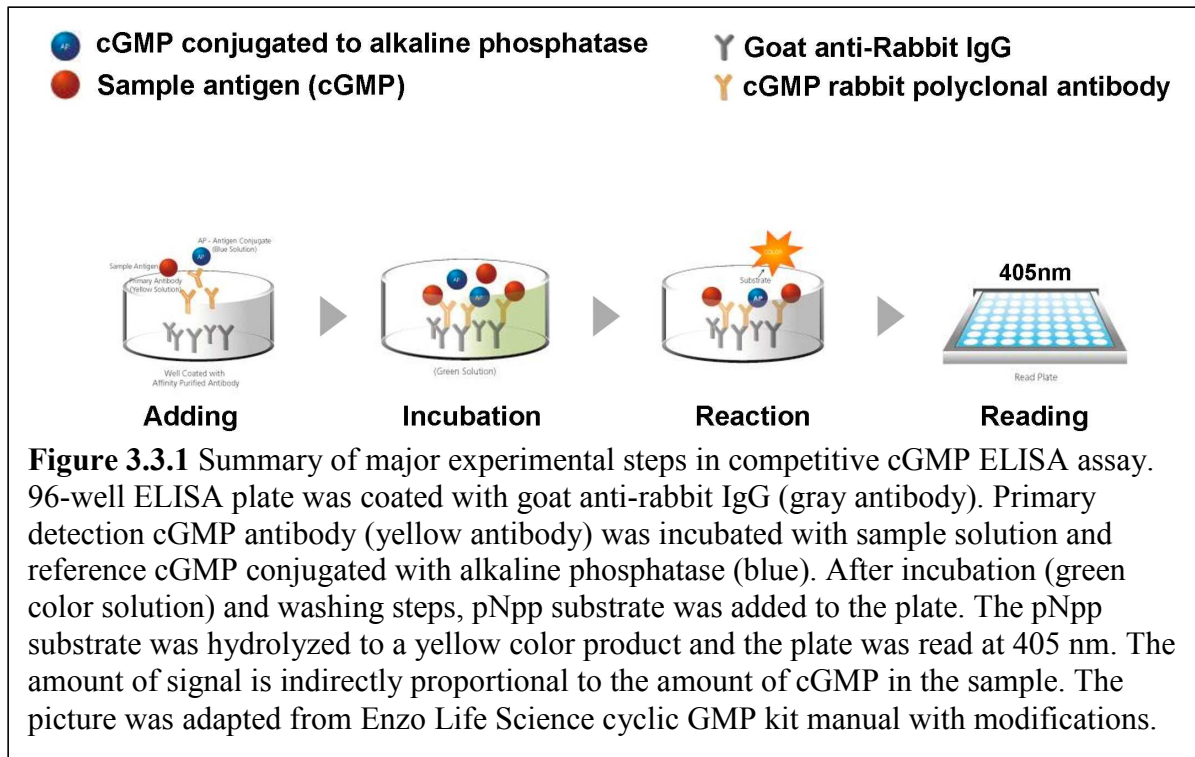 cGMP conjugated to alkaline phosphatase
Goat anti-Rabbit IgG
Sample antigen (cGMP)
cGMP rabbit polyclonal antibody
AP - Antigen Conjugate
(Blue Solution)
AP
Sample Antigen
Primary Antibody
(Yellow Solution)
Well Coated with
Affinity Purified Antibody
AP
AP
(Green Solution)
COLOR
Substrate
AP
405nm
Read Plate
Adding
Incubation
Reaction
Reading
Figure 3.3.1 Summary of major experimental steps in competitive cGMP ELISA assay.
96-well ELISA plate was coated with goat anti-rabbit IgG (gray antibody). Primary
detection cGMP antibody (yellow antibody) was incubated with sample solution and
reference cGMP conjugated with alkaline phosphatase (blue). After incubation (green
color solution) and washing steps, pNpp substrate was added to the plate. The pNpp
substrate was hydrolyzed to a yellow color product and the plate was read at 405 nm. The
amount of signal is indirectly proportional to the amount of cGMP in the sample. The
picture was adapted from Enzo Life Science cyclic GMP kit manual with modifications.